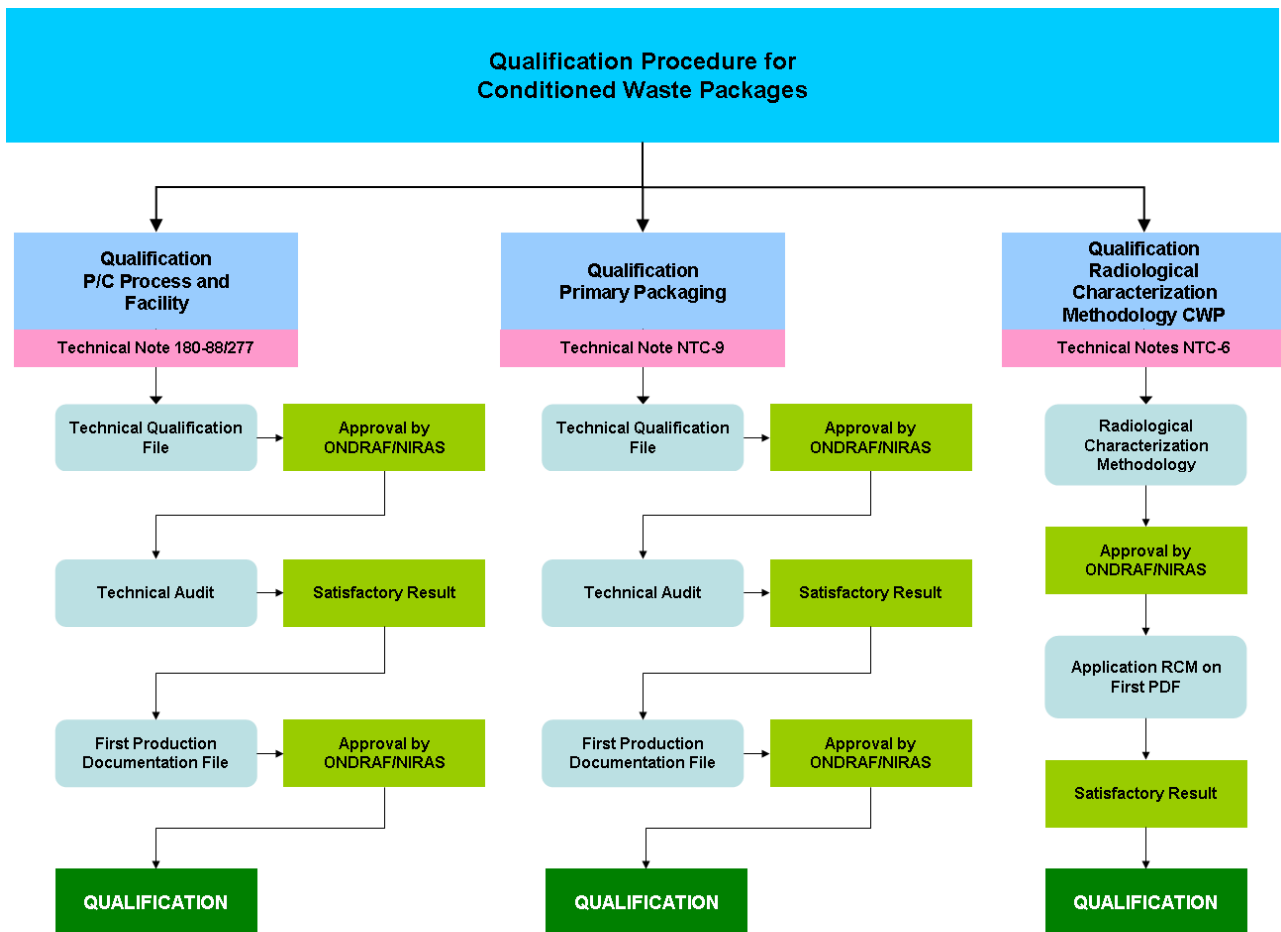 Qualification Procedure for
Conditioned Waste Packages
Qualification
P/C Process and
Facility
Technical Note 180-88/277
Technical Qualification
File
Approval by
ONDRAF/NIRAS
Technical Audit
Satisfactory Result
First Production
Documentation File
Approval by
ONDRAF/NIRAS
QUALIFICATION
Qualification
Primary Packaging
Technical Note NTC-9
Technical Qualification
File
Approval by
ONDRAF/NIRAS
Technical Audit
Satisfactory Result
First Production
Documentation File
Approval by
ONDRAF/NIRAS
QUALIFICATION
Qualification
Radiological
Characterization
Methodology CWP
Technical Notes NTC-6
Radiological
Characterization
Methodology
Approval by
ONDRAF/NIRAS
Application RCM on
First PDF
Satisfactory Result
QUALIFICATION